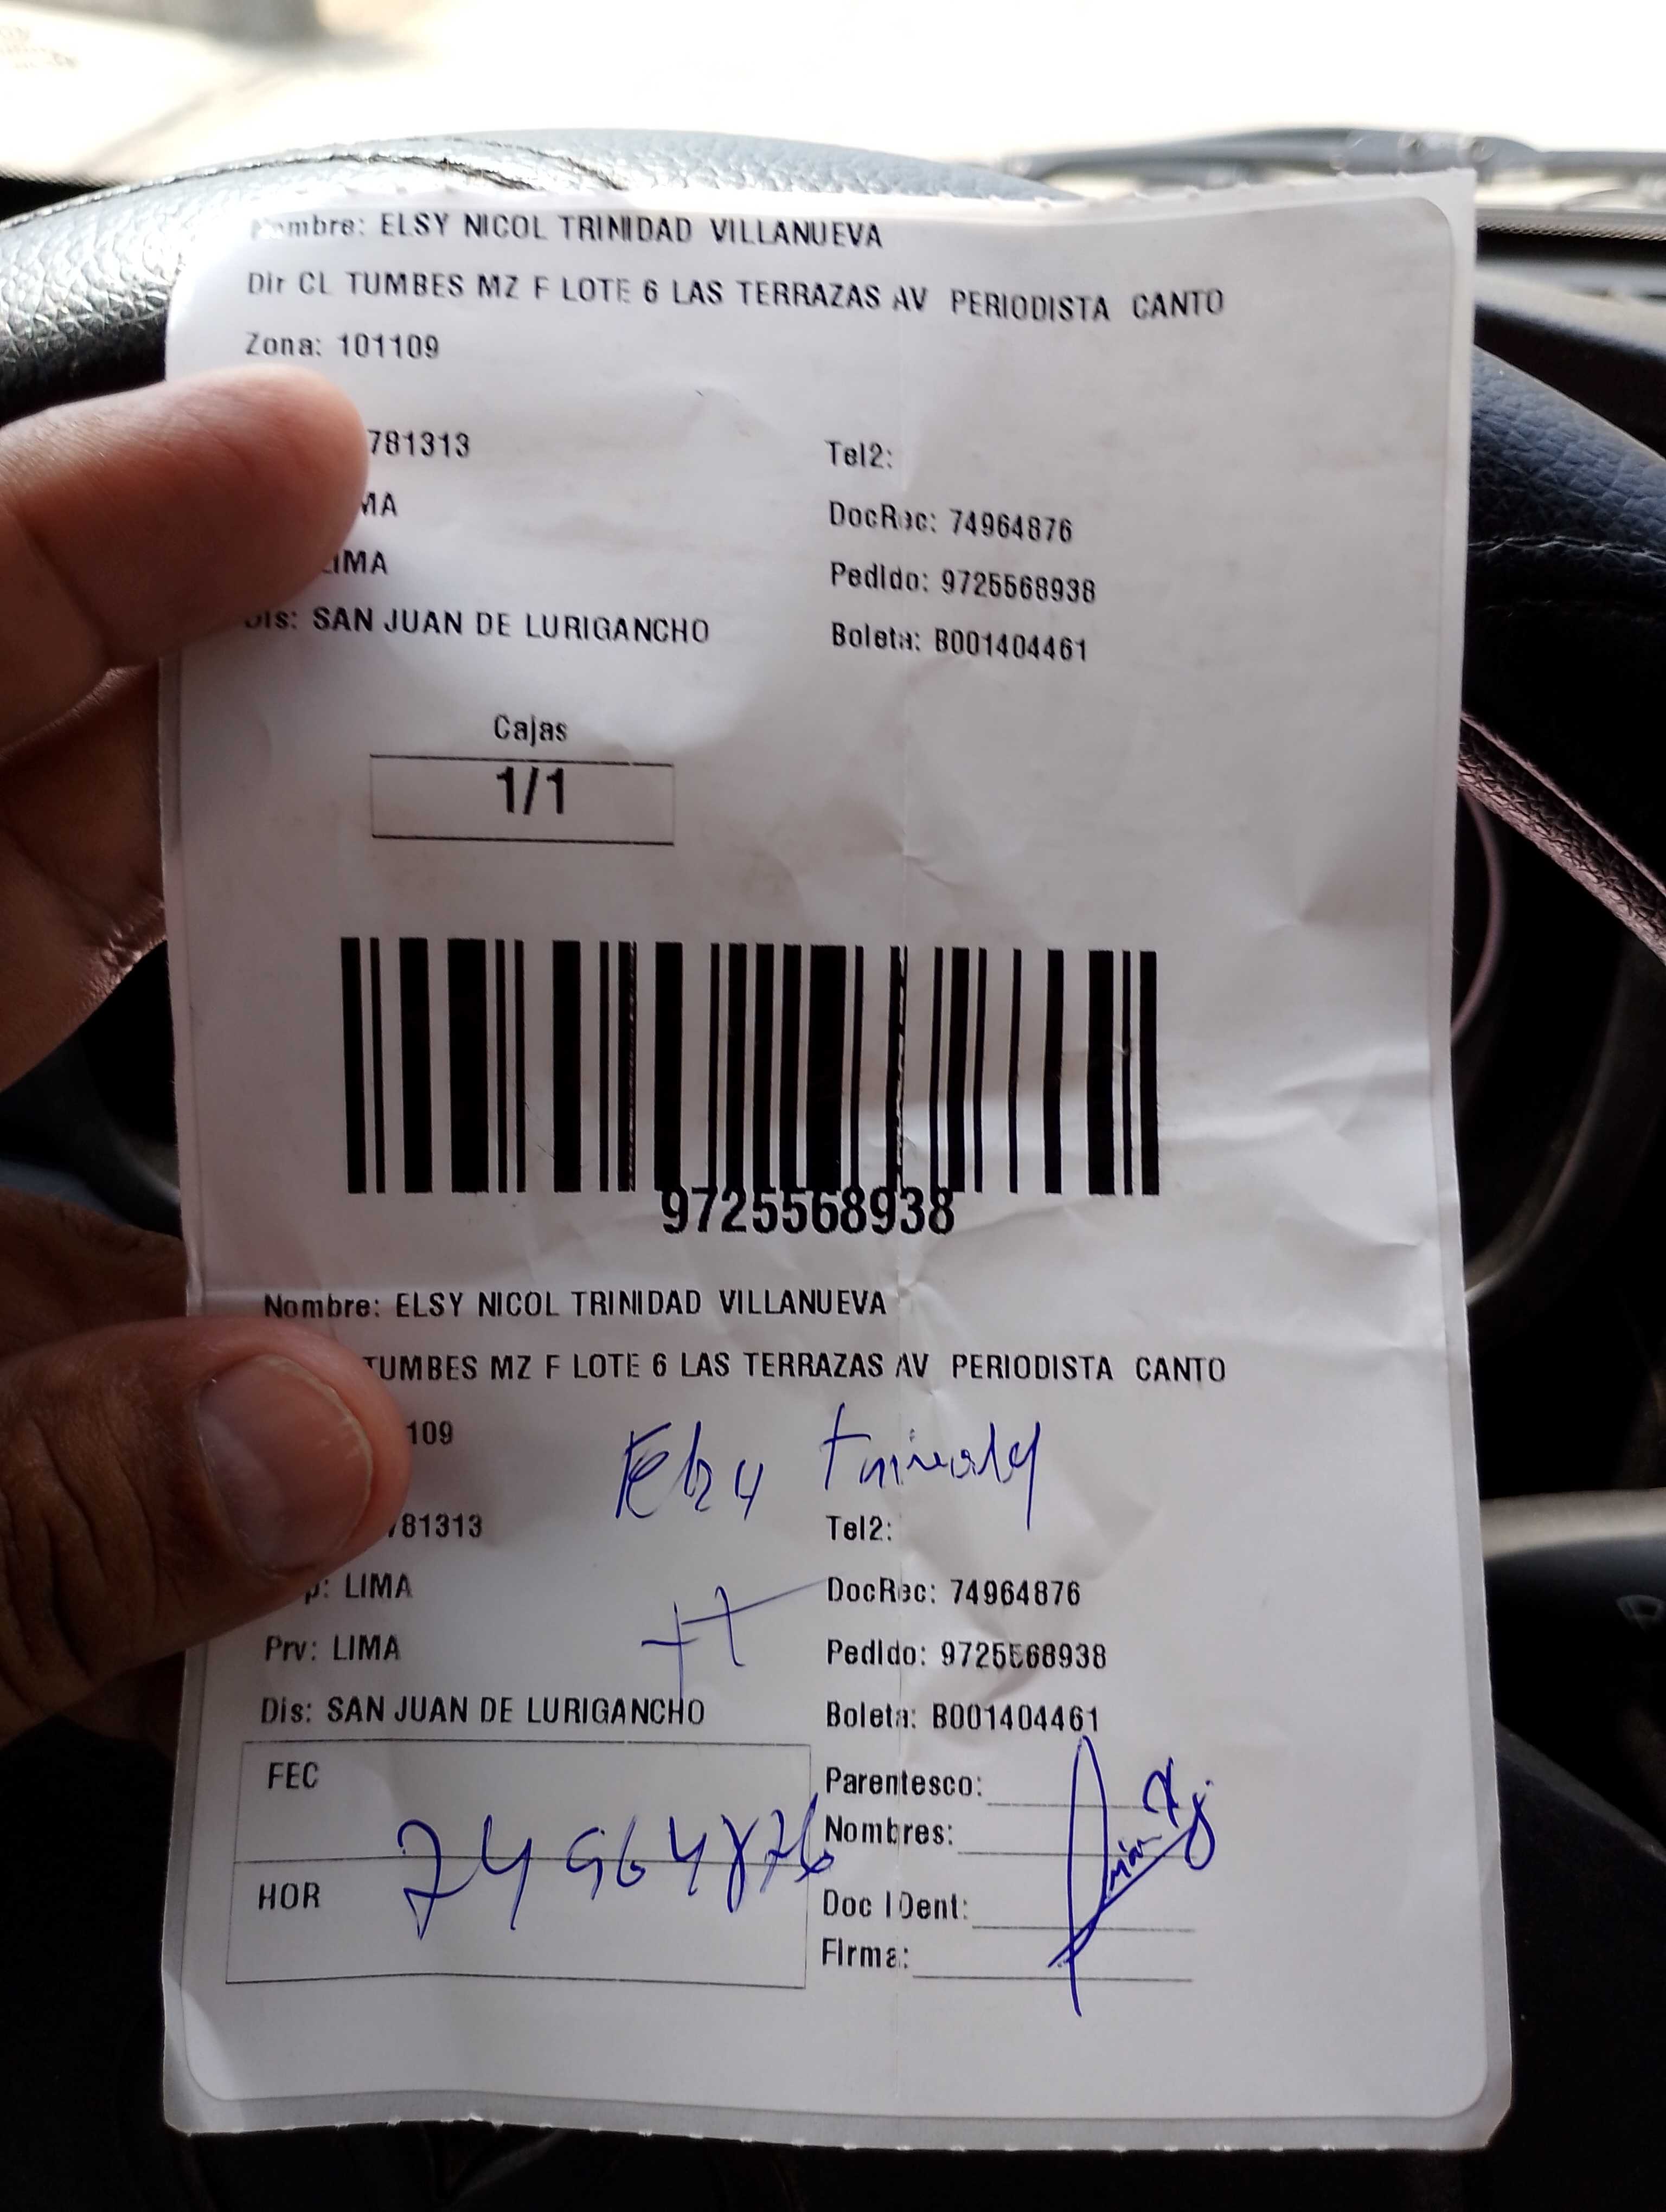 Nombre: ELSY NICOL TRINIDAD VILLANUEVA
Dir CL TUMBES MZ F LOTE 6 LAS TERRAZAS AV PERIODISTA CANTO
Zona: 101109
781313 Tel2:
MA DocRec: 74964876
LIMA Pedido: 9725568938
Dis: SAN JUAN DE LURIGANCHO Boleta: B001404461
Cajas
1/1
9725568938
Nombre: ELSY NICOL TRINIDAD VILLANUEVA
TUMBES MZ F LOTE 6 LAS TERRAZAS AV PERIODISTA CANTO
109
781313 Tel2:
p: LIMA DocRec: 74964876
Prv: LIMA Pedido: 9725568938
Dis: SAN JUAN DE LURIGANCHO Boleta: B001404461
FEC Parentesco:
74964876 Nombres:
HOR Doc IDent:
Firma: